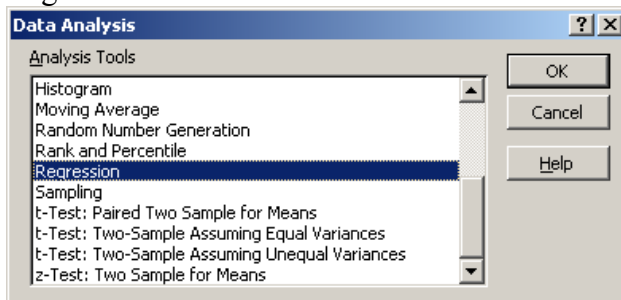 Data Analysis
Analysis Tools
Histogram
Moving Average
Random Number Generation
Rank and Percentile
Regression
Sampling
t-Test: Paired Two Sample for Means
t-Test: Two-Sample Assuming Equal Variances
t-Test: Two-Sample Assuming Unequal Variances
z-Test: Two Sample for Means
OK
Cancel
Help